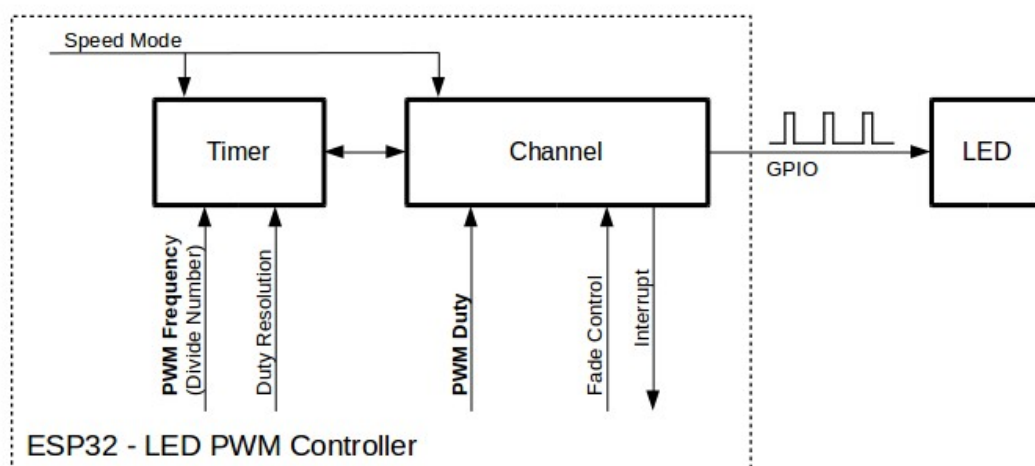 Speed Mode
Timer
Channel
GPIO
LED
PWM Frequency
(Divide Number)
Duty Resolution
PWM Duty
Fade Control
Interrupt
ESP32 - LED PWM Controller